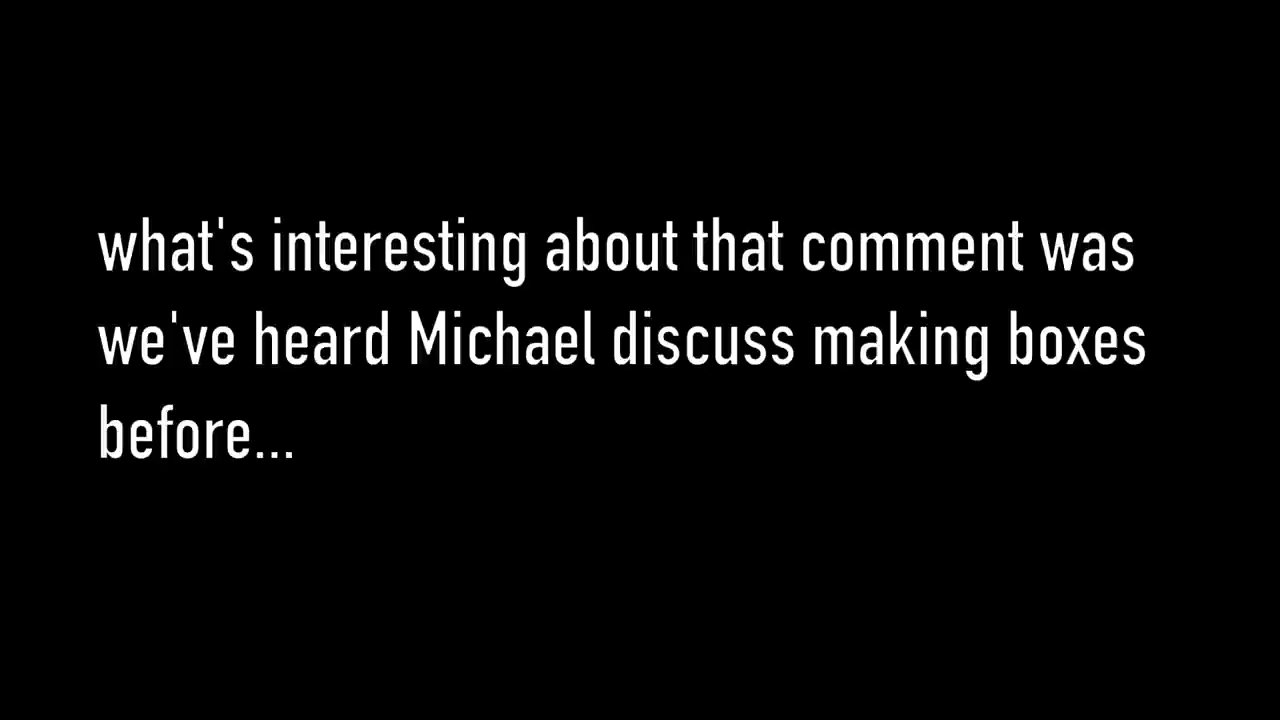 what's interesting about that comment was
we've heard Michael discuss making boxes
before...